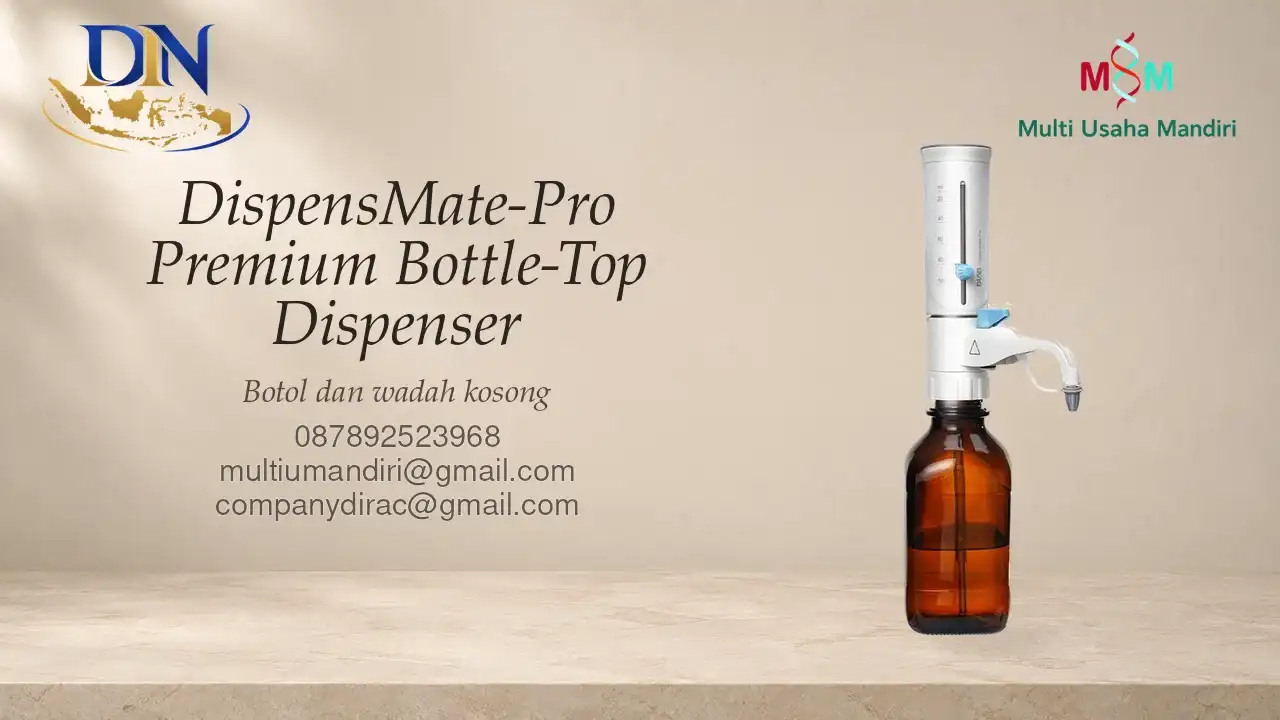 DIN
M M
Multi Usaha Mandiri
DispensMate-Pro
Premium Bottle-Top
Dispenser
Botol dan wadah kosong
087892523968
multiumandiri@gmail.com
companydirac@gmail.com